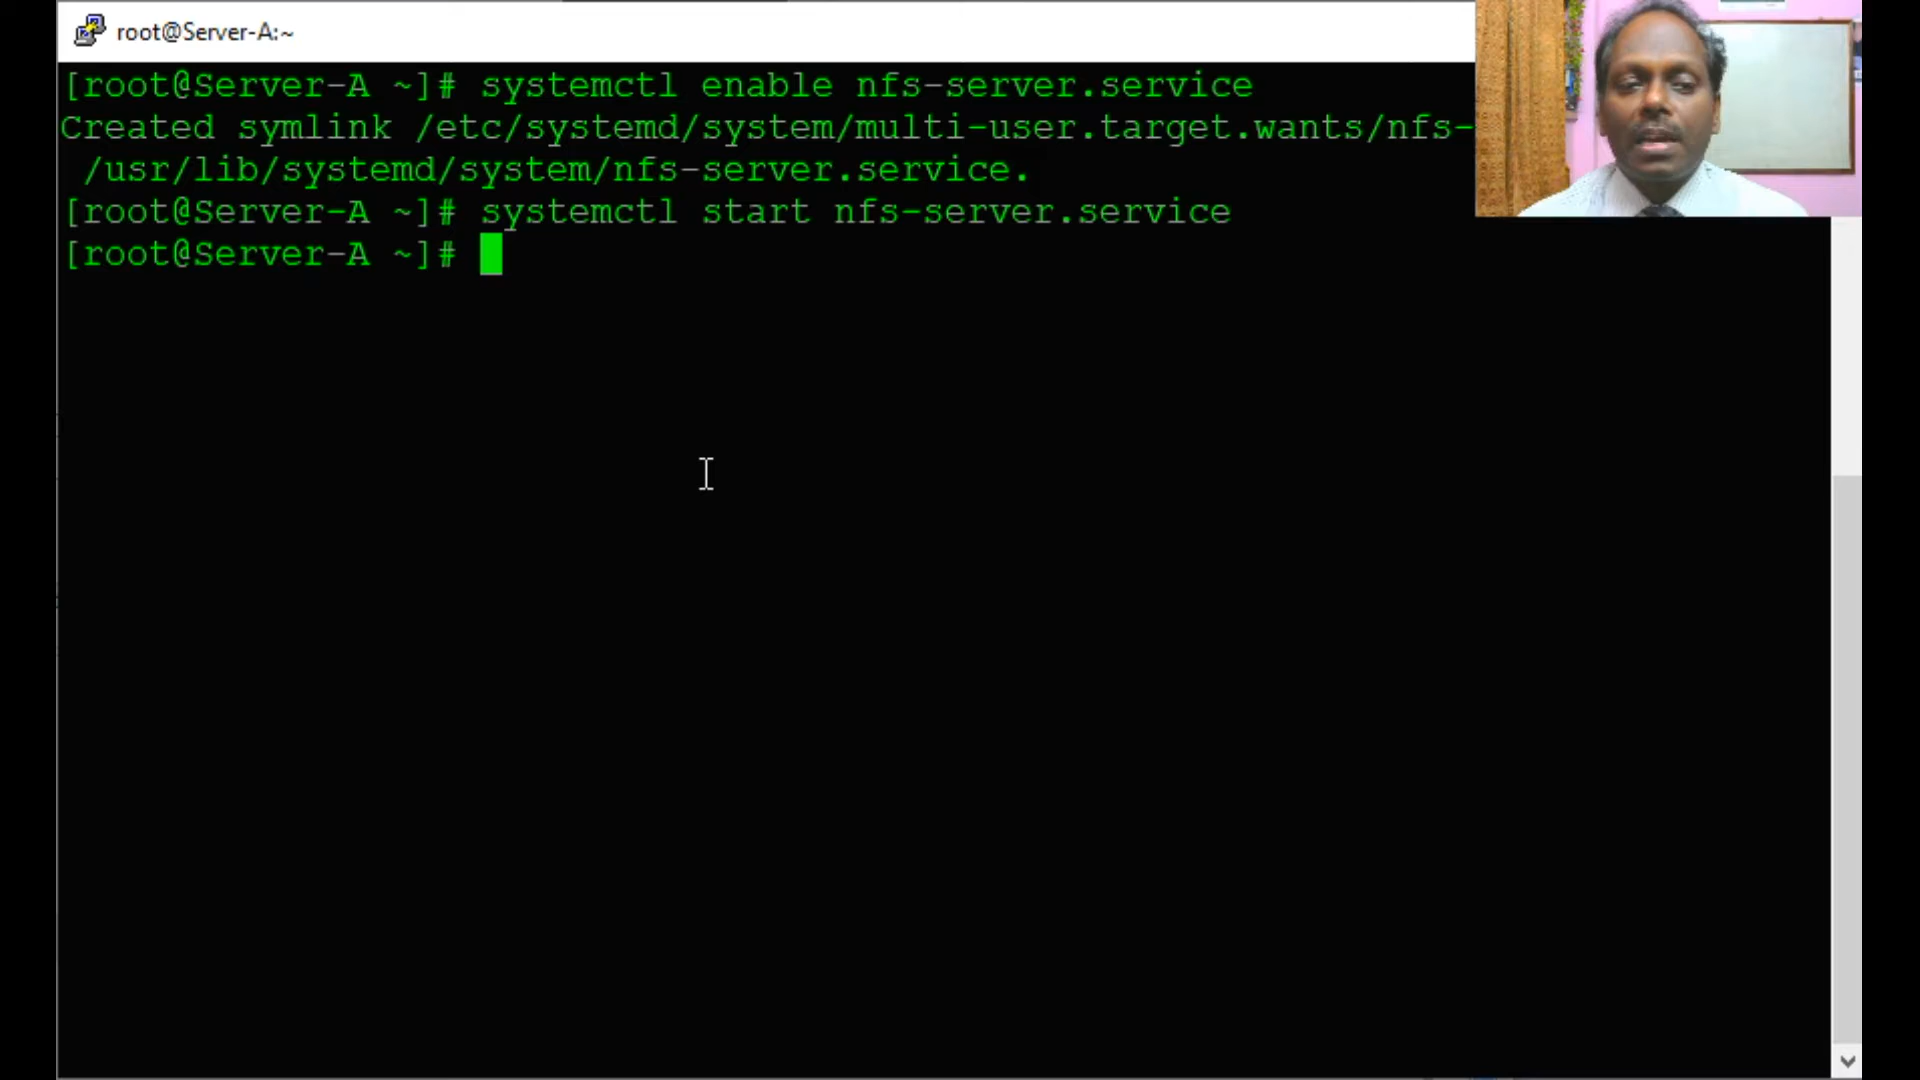 root@Server-A:~
[root@Server-A ~]# systemctl enable nfs-server.service
Created symlink /etc/systemd/system/multi-user.target.wants/nfs-
/usr/lib/systemd/system/nfs-server.service.
[root@Server-A ~]# systemctl start nfs-server.service
[root@Server-A ~]#